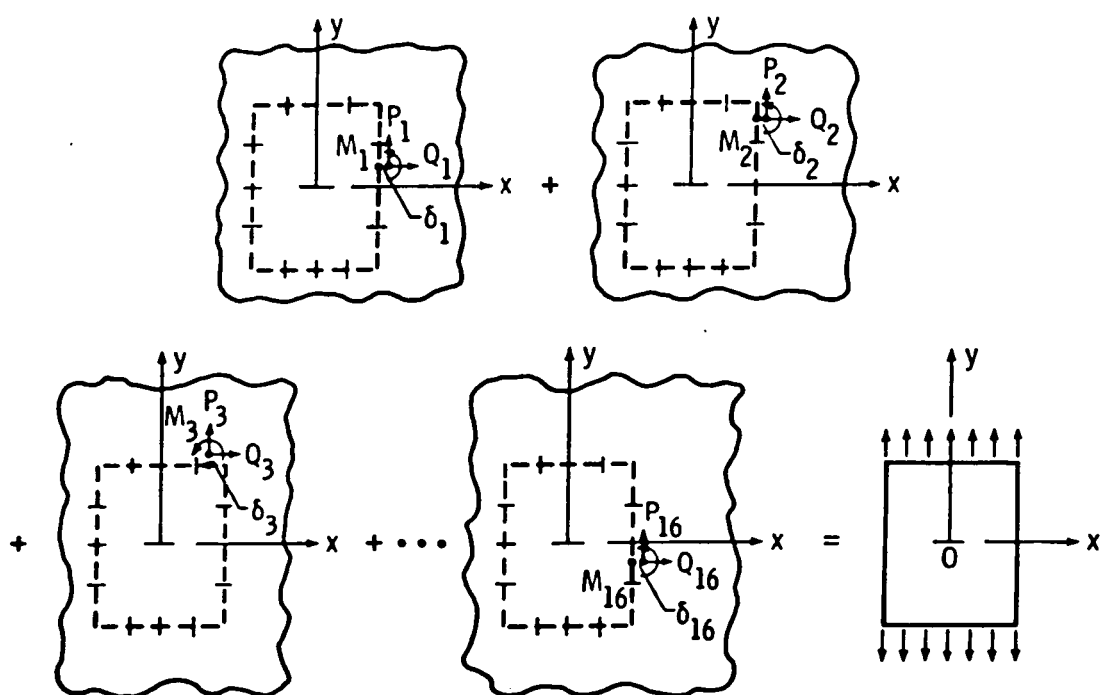 y
P₁
M₁ Q₁
x
δ₁
+
y
P₂
Q₂
M₂
δ₂
x
+
y
P₃
M₃
Q₃
δ₃
x
+ •••
y
P₁₆
x
Q₁₆
M₁₆
δ₁₆
=
y
O
x